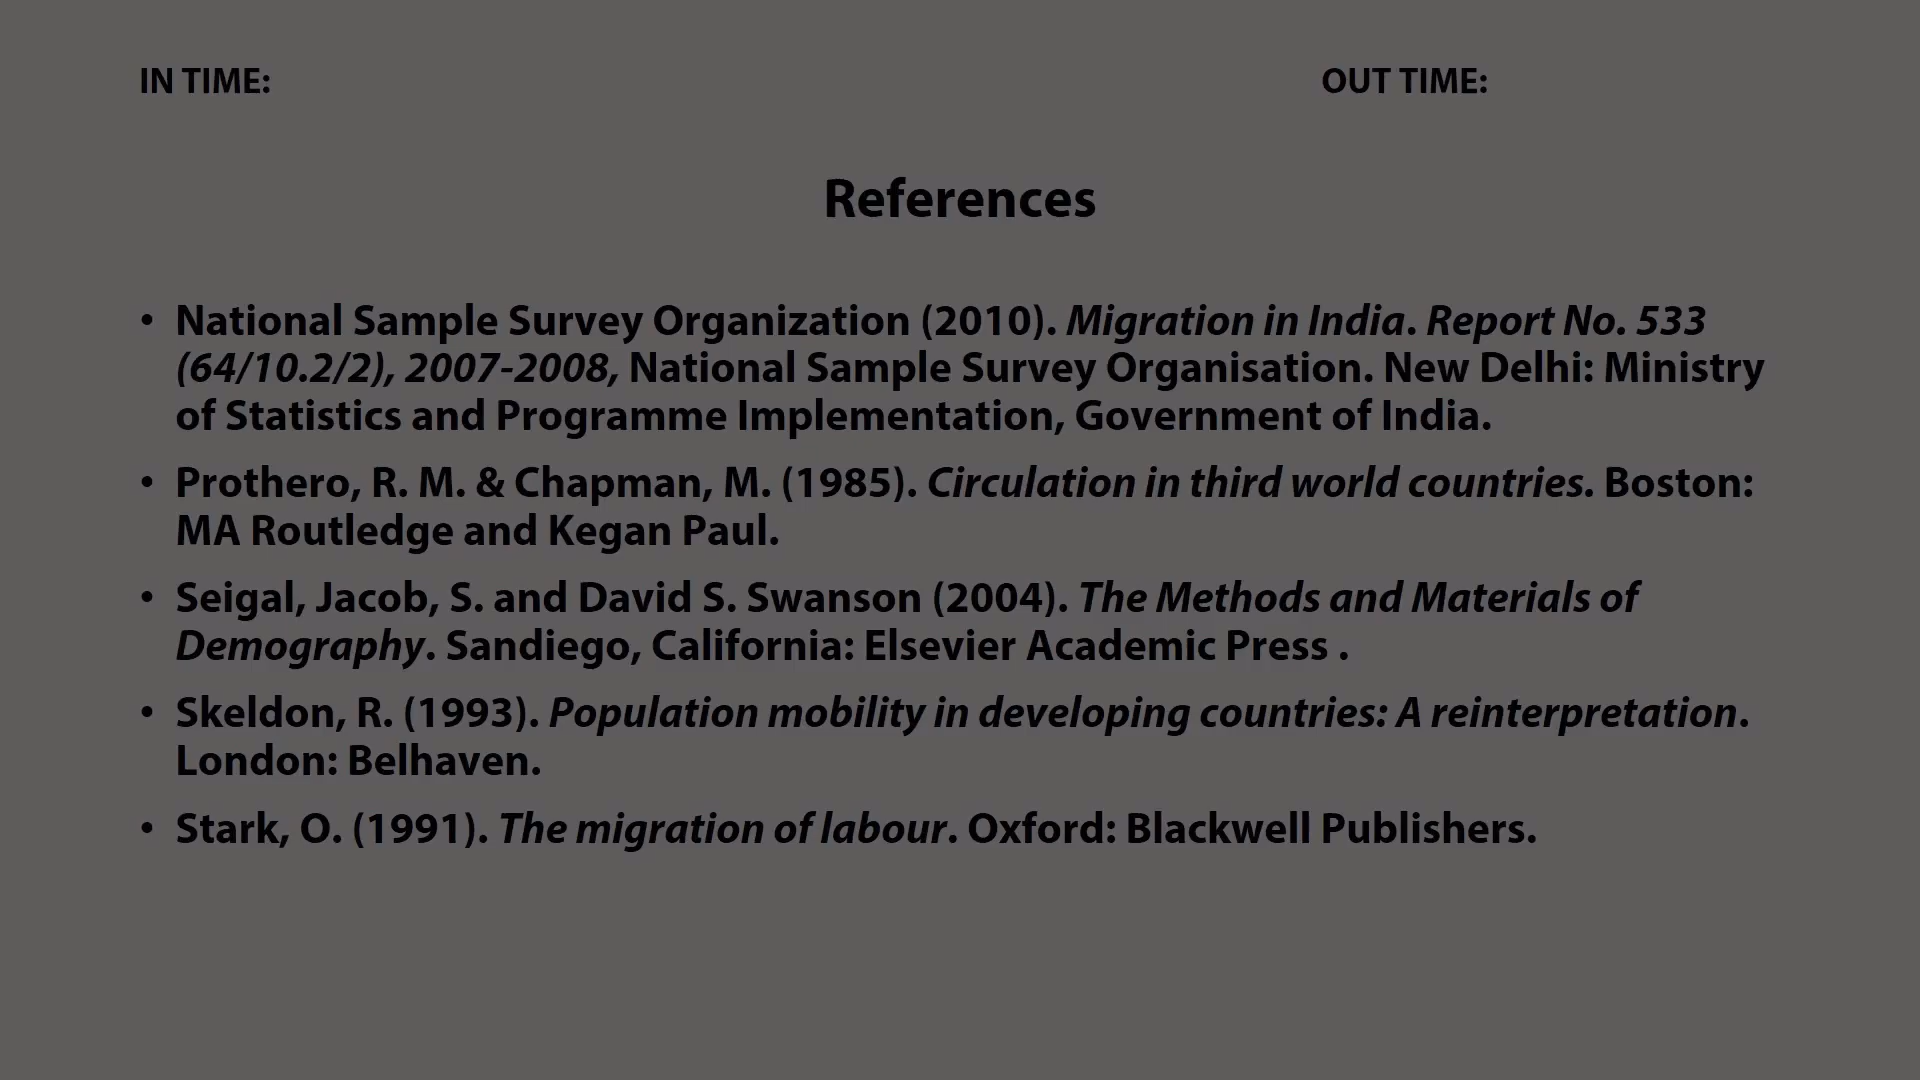 IN TIME:
OUT TIME:
References
• National Sample Survey Organization (2010). Migration in India. Report No. 533
(64/10.2/2), 2007-2008, National Sample Survey Organisation. New Delhi: Ministry
of Statistics and Programme Implementation, Government of India.
• Prothero, R. M. & Chapman, M. (1985). Circulation in third world countries. Boston:
MA Routledge and Kegan Paul.
• Seigal, Jacob, S. and David S. Swanson (2004). The Methods and Materials of
Demography. Sandiego, California: Elsevier Academic Press .
• Skeldon, R. (1993). Population mobility in developing countries: A reinterpretation.
London: Belhaven.
• Stark, O. (1991). The migration of labour. Oxford: Blackwell Publishers.